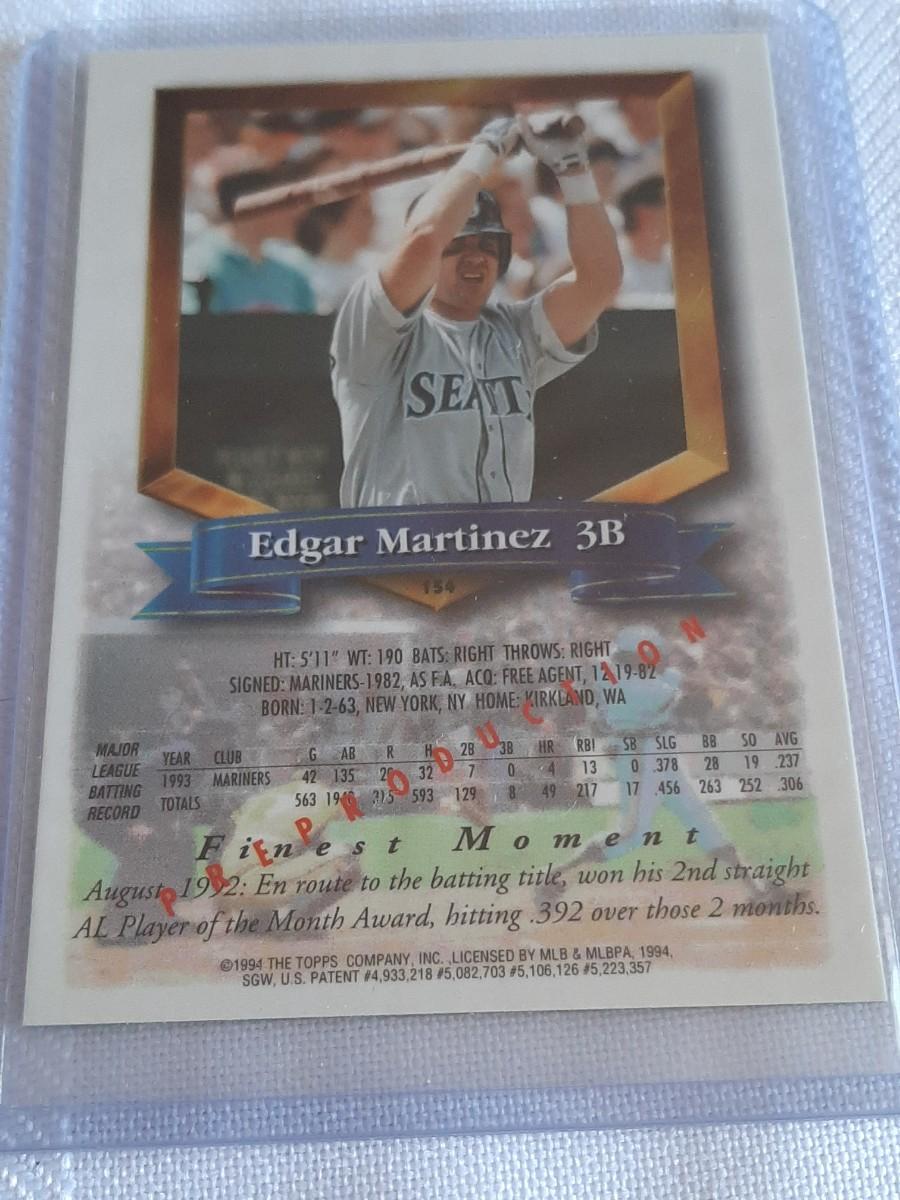 SEATT
Edgar Martinez 3B
154
HT: 5'11" WT: 190 BATS: RIGHT THROWS: RIGHT
SIGNED: MARINERS-1982, AS F.A. ACQ: FREE AGENT, 12-19-82
BORN: 1-2-63, NEW YORK, NY HOME: KIRKLAND, WA
MAJOR LEAGUE BATTING RECORD
YEAR CLUB G AB R H 2B 3B HR RBI SB SLG BB SO AVG
1993 MARINERS 42 135 32 7 0 4 13 0 .378 28 19 .237
TOTALS 563 315 593 129 8 49 217 17 .456 263 252 .306
PREPRODUCTION
Finest Moment
August, 1992: En route to the batting title, won his 2nd straight
AL Player of the Month Award, hitting .392 over those 2 months.
©1994 THE TOPPS COMPANY, INC. ,LICENSED BY MLB & MLBPA, 1994,
SGW, U.S. PATENT #4,933,218 #5,082,703 #5,106,126 #5,223,357